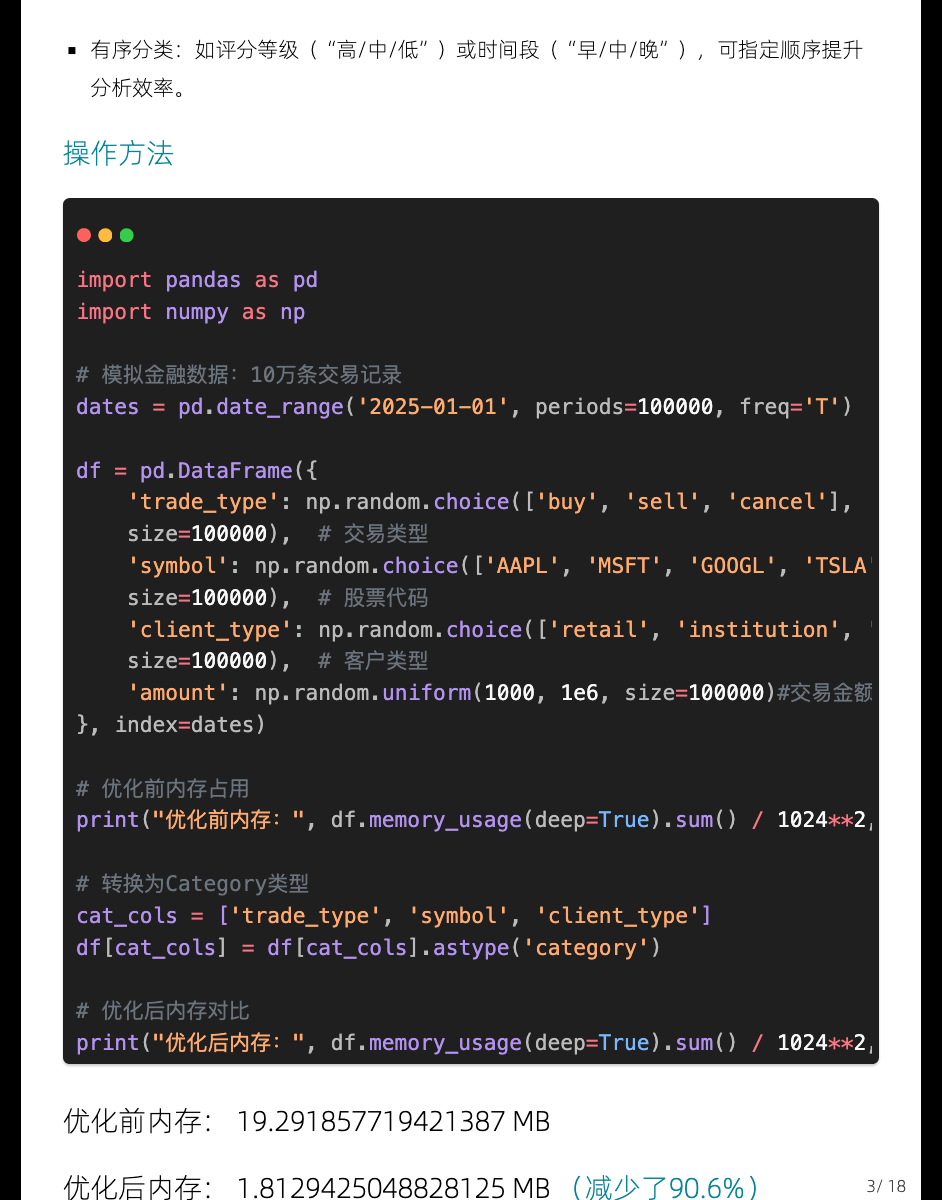 ▪ 有序分类：如评分等级（“高/中/低”）或时间段（“早/中/晚”），可指定顺序提升
分析效率。
操作方法
import pandas as pd
import numpy as np
# 模拟金融数据：10万条交易记录
dates = pd.date_range('2025-01-01', periods=100000, freq='T')
df = pd.DataFrame({
    'trade_type': np.random.choice(['buy', 'sell', 'cancel'],
    size=100000),  # 交易类型
    'symbol': np.random.choice(['AAPL', 'MSFT', 'GOOGL', 'TSLA'
    size=100000),  # 股票代码
    'client_type': np.random.choice(['retail', 'institution', '
    size=100000),  # 客户类型
    'amount': np.random.uniform(1000, 1e6, size=100000)#交易金额
}, index=dates)
# 优化前内存占用
print("优化前内存：", df.memory_usage(deep=True).sum() / 1024**2,
# 转换为Category类型
cat_cols = ['trade_type', 'symbol', 'client_type']
df[cat_cols] = df[cat_cols].astype('category')
# 优化后内存对比
print("优化后内存：", df.memory_usage(deep=True).sum() / 1024**2,
优化前内存： 19.291857719421387 MB
优化后内存： 1.8129425048828125 MB （减少了90.6%）
3/ 18